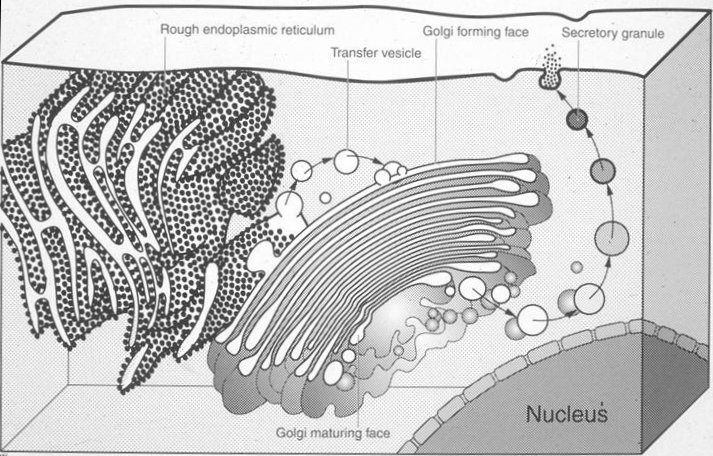 Rough endoplasmic reticulum
Transfer vesicle
Golgi forming face
Secretory granule
Nucleus
Golgi maturing face